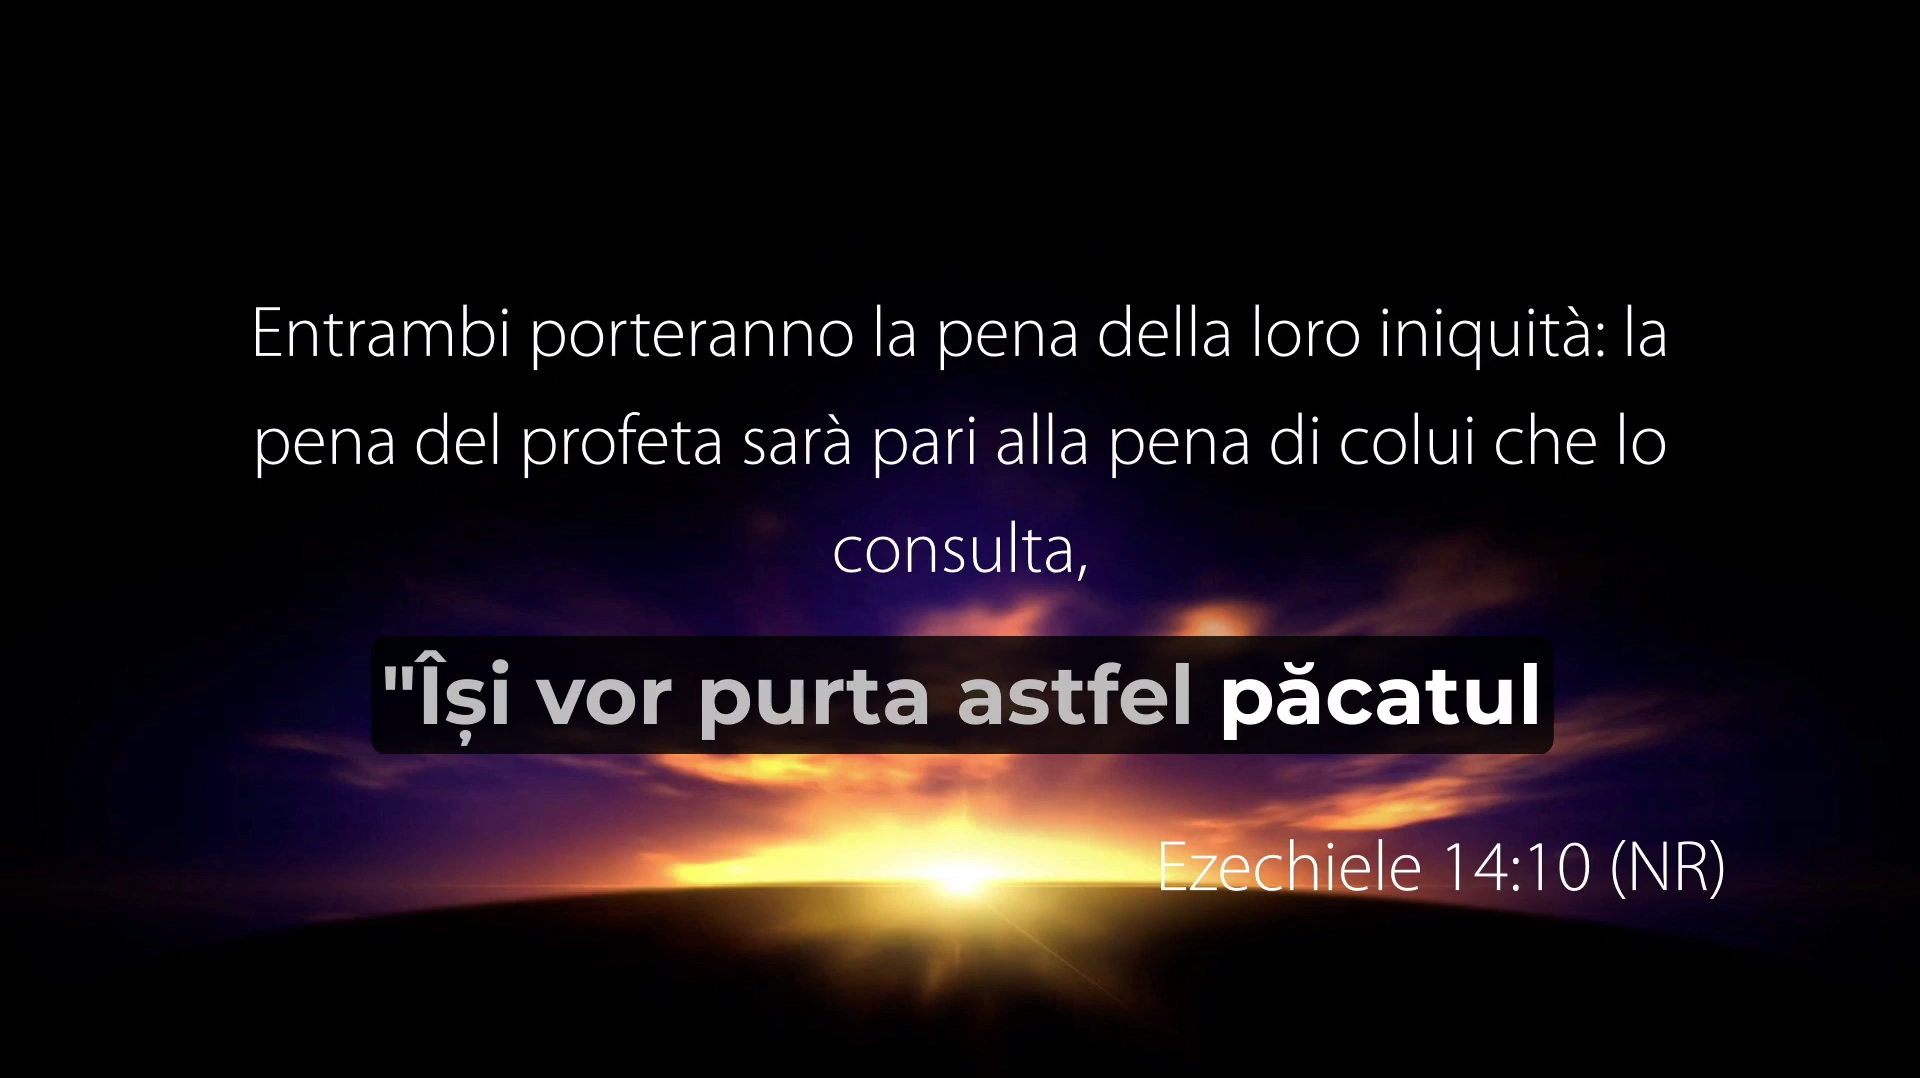 Entrambi porteranno la pena della loro iniquità: la
pena del profeta sarà pari alla pena di colui che lo
consulta,
"Își vor purta astfel păcatul
Ezechiele 14:10 (NR)